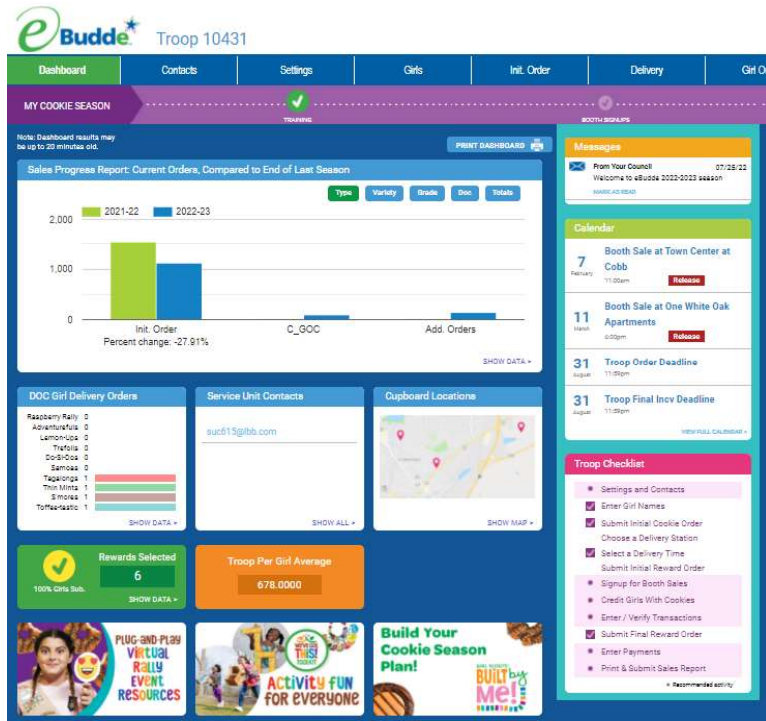 eBudde Troop 10431
Dashboard Contacts Settings Girls Init. Order Delivery Girl O
MY COOKIE SEASON
TRAINING
BOOTH SIGNUPS
Note: Dashboard results may
be up to 20 minutes old.
PRINT DASHBOARD
Sales Progress Report: Current Orders, Compared to End of Last Season
Type Variety Grade Doc Totals
2021-22 2022-23
2,000
1,000
0
Init. Order C_GOC Add. Orders
Percent change: -27.91%
SHOW DATA »
DOC Girl Delivery Orders
Raspberry Rally 0
Adventurefuls 0
Lemon-Ups 0
Trefoils 0
Do-Si-Dos 0
Samoas 0
Tagalongs 1
Thin Mints 1
S'mores 1
Toffee-tastic 1
SHOW DATA »
Service Unit Contacts
suc615@lbb.com
SHOW ALL »
Cupboard Locations
SHOW MAP »
Rewards Selected
6
100% Girls Sub.
SHOW DATA »
Troop Per Girl Average
678.0000
PLUG-AND-PLAY
VIRTUAL
RALLY
EVENT
RESOURCES
WE'VE GOT
THIS!
ACTIVITY FUN
FOR EVERYONE
Build Your
Cookie Season
Plan!
GIRL SCOUTS
BUILT by
Me!
Messages
From Your Council 07/25/22
Welcome to eBudde 2022-2023 season
MARK AS READ
Calendar
7
February
Booth Sale at Town Center at
Cobb
11:00am Release
11
March
Booth Sale at One White Oak
Apartments
4:00pm Release
31
August
Troop Order Deadline
11:59pm
31
August
Troop Final Incv Deadline
11:59pm
VIEW FULL CALENDAR »
Troop Checklist
Settings and Contacts
Enter Girl Names
Submit Initial Cookie Order
Choose a Delivery Station
Select a Delivery Time
Submit Initial Reward Order
Signup for Booth Sales
Credit Girls With Cookies
Enter / Verify Transactions
Submit Final Reward Order
Enter Payments
Print & Submit Sales Report
* Recommended activity